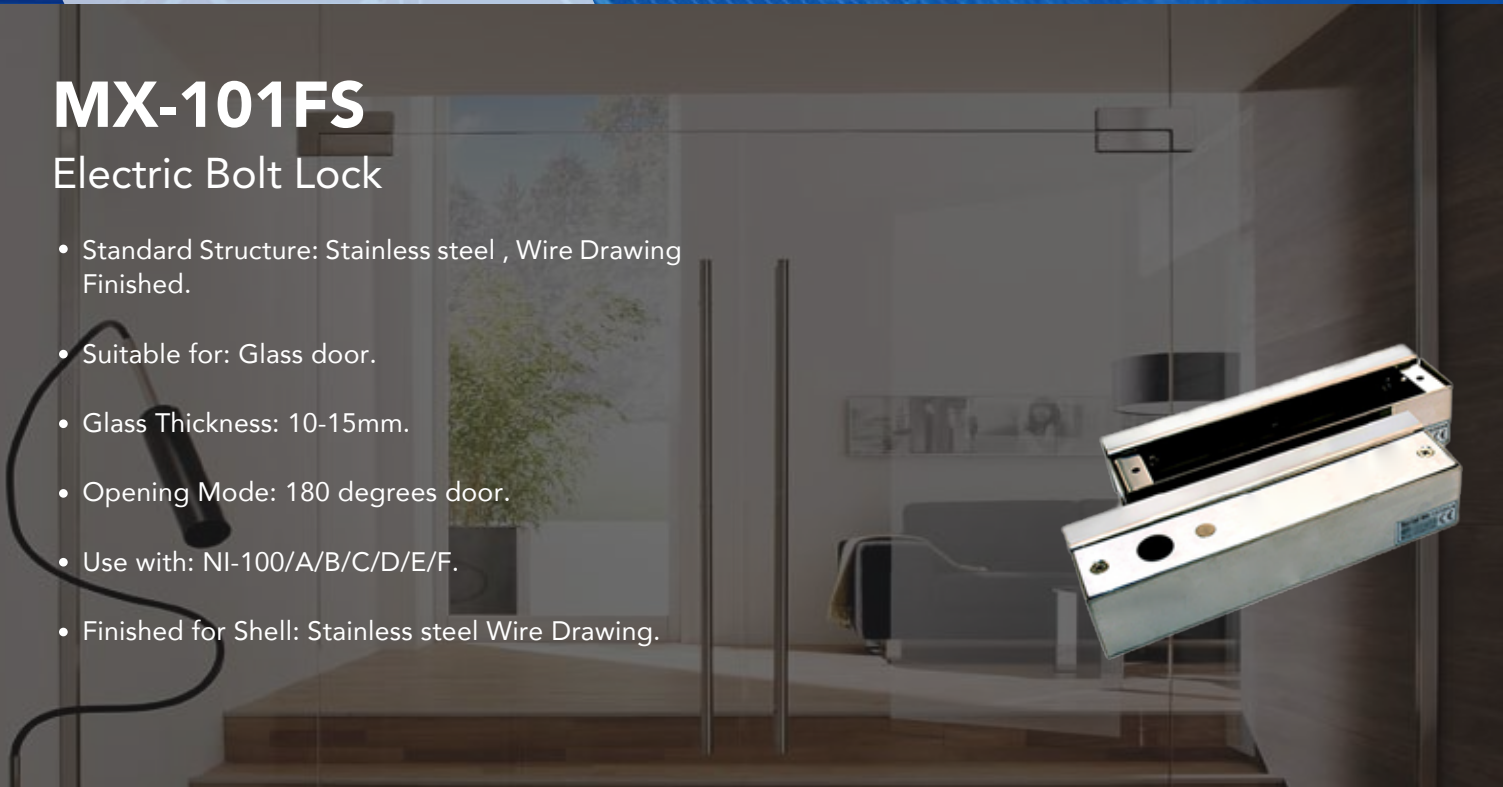 MX-101FS
Electric Bolt Lock
• Standard Structure: Stainless steel , Wire Drawing
Finished.
• Suitable for: Glass door.
• Glass Thickness: 10-15mm.
• Opening Mode: 180 degrees door.
• Use with: NI-100/A/B/C/D/E/F.
• Finished for Shell: Stainless steel Wire Drawing.